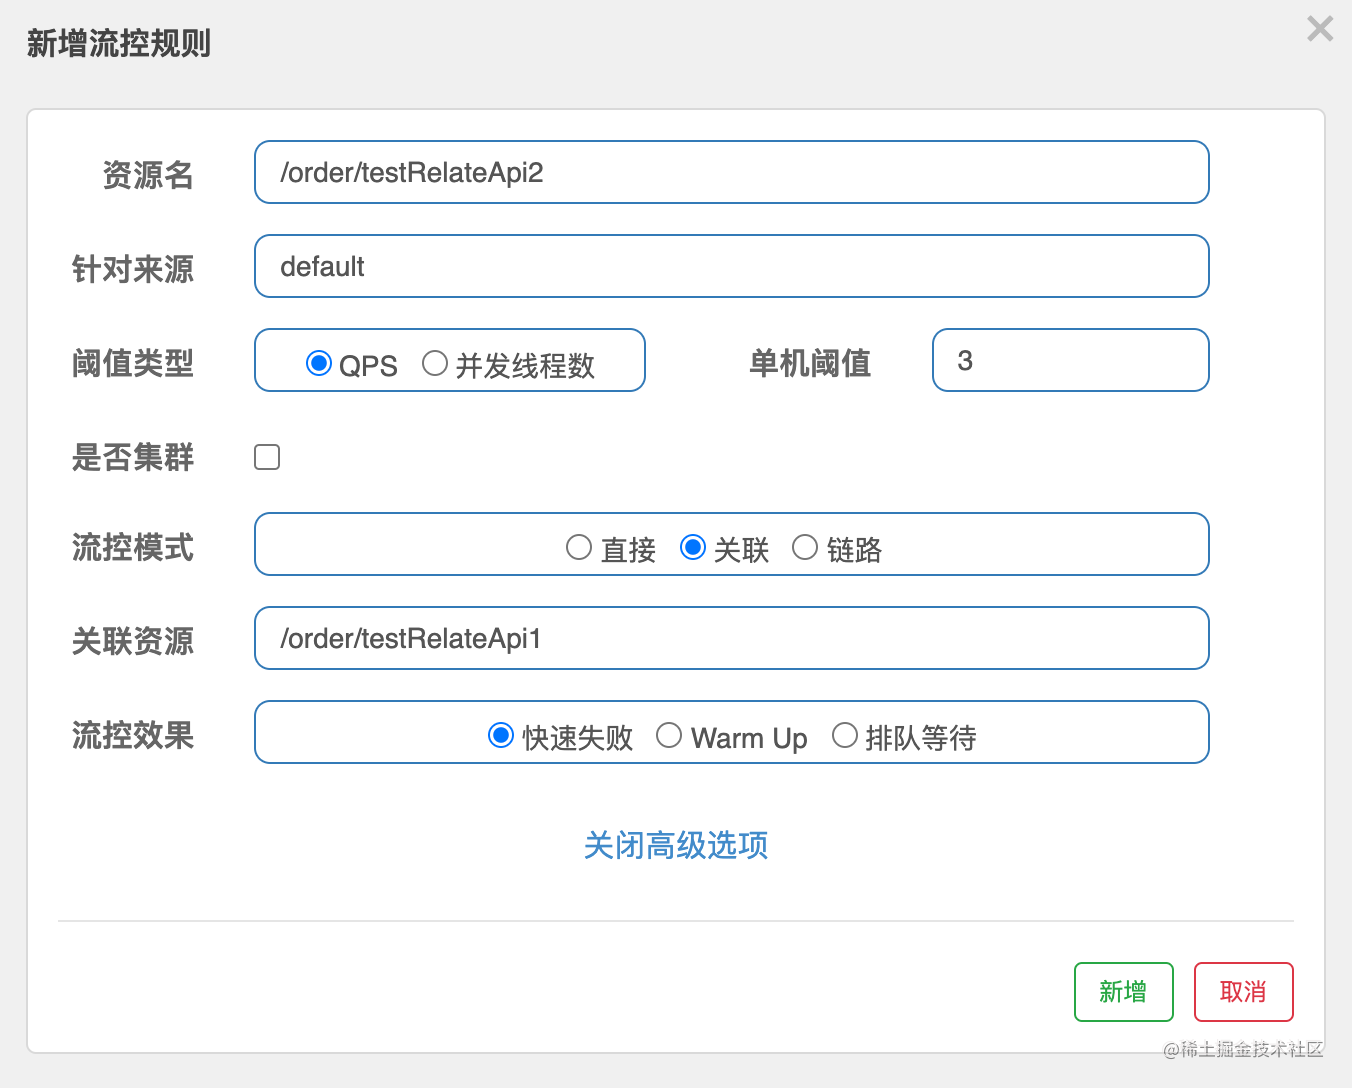 新增流控规则
资源名 /order/testRelateApi2
针对来源 default
阈值类型 QPS 并发线程数 单机阈值 3
是否集群
流控模式 直接 关联 链路
关联资源 /order/testRelateApi1
流控效果 快速失败 Warm Up 排队等待
关闭高级选项
新增 取消
@稀土掘金技术社区